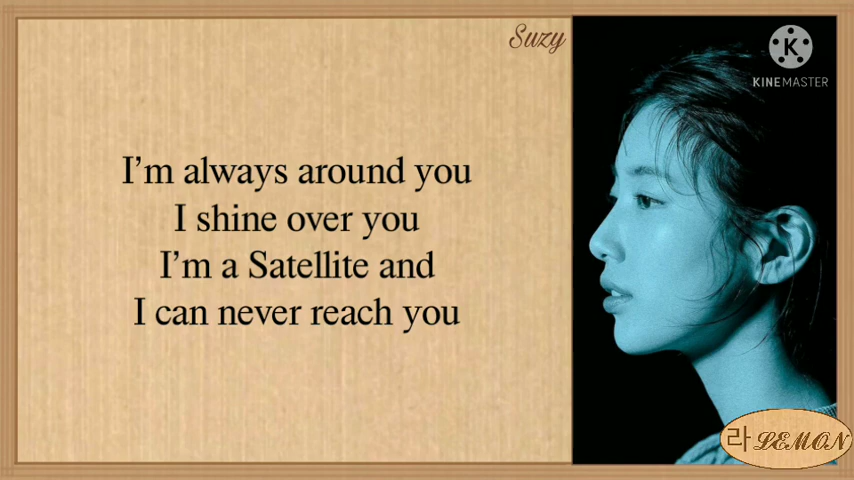 Suzy
KINEMASTER
I'm always around you
I shine over you
I'm a Satellite and
I can never reach you
라 LEMON